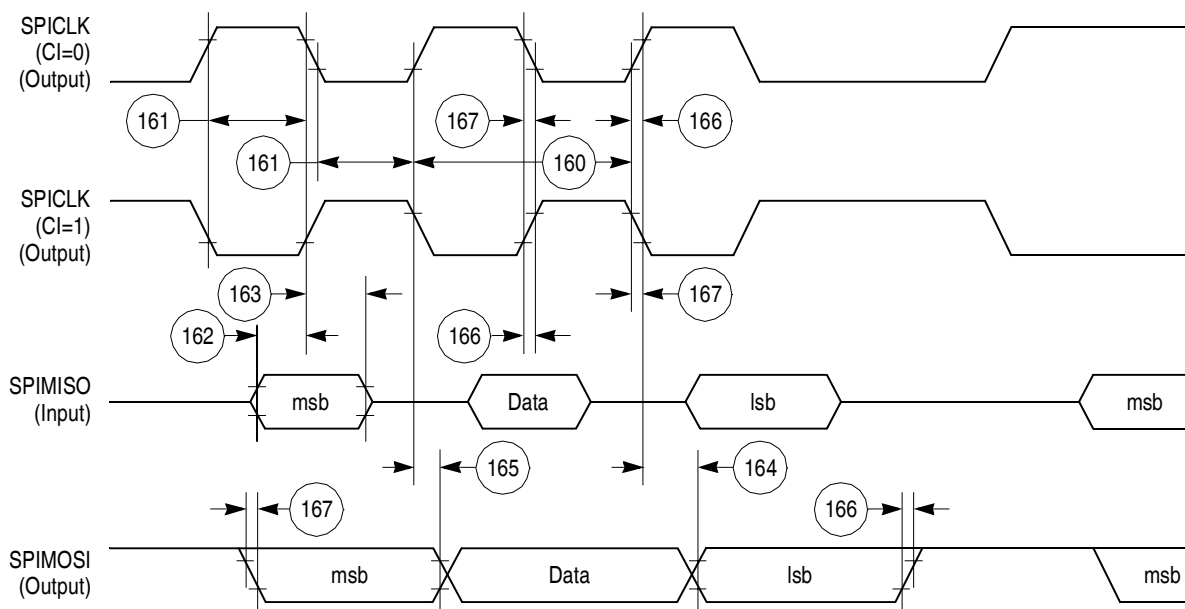 SPICLK
(CI=0)
(Output)
161
167
166
161
160
SPICLK
(CI=1)
(Output)
163
167
162
166
SPIMISO
(Input)
msb
Data
lsb
msb
165
164
167
166
SPIMOSI
(Output)
msb
Data
lsb
msb